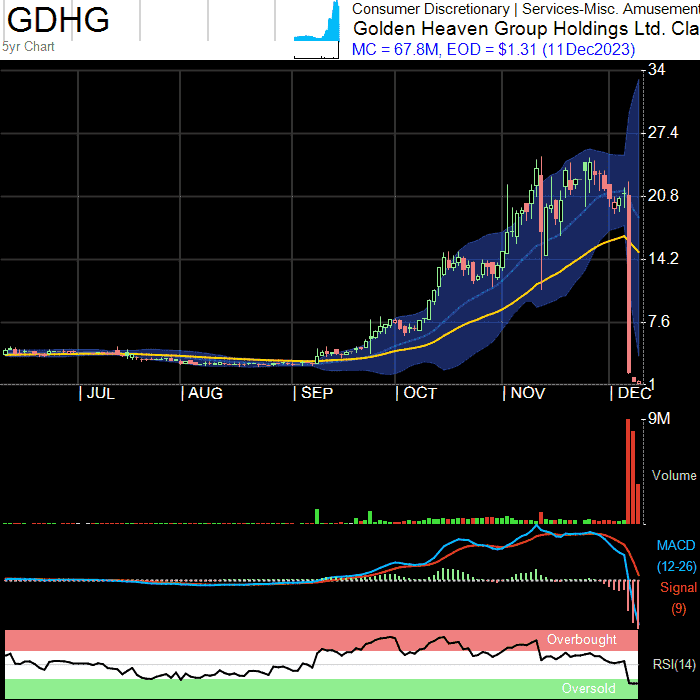 GDHG
5yr Chart
Consumer Discretionary | Services-Misc. Amusement
Golden Heaven Group Holdings Ltd. Cla
MC = 67.8M, EOD = $1.31 (11Dec2023)
34
27.4
20.8
14.2
7.6
1
JUL AUG SEP OCT NOV DEC
9M
Volume
MACD
(12-26)
Signal
(9)
Overbought
RSI(14)
Oversold